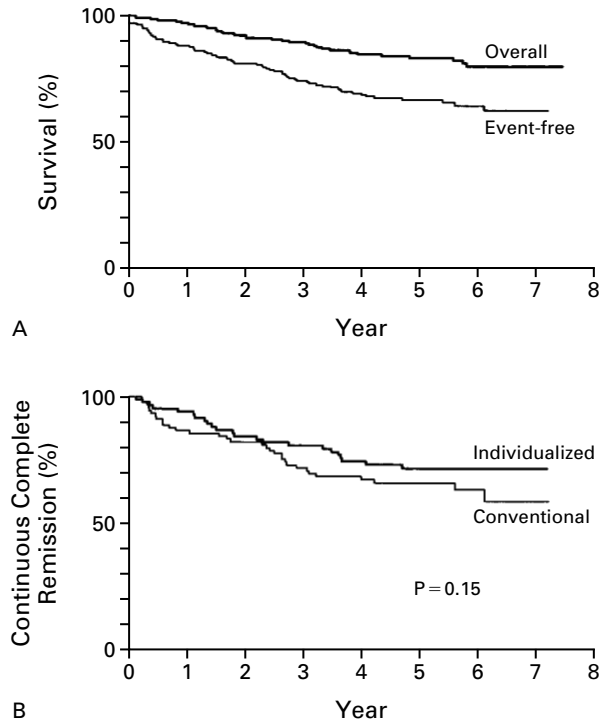 100
50
0
Survival (%)
Overall
Event-free
0 1 2 3 4 5 6 7 8
Year
A
100
50
0
Continuous Complete
Remission (%)
Individualized
Conventional
P = 0.15
0 1 2 3 4 5 6 7 8
Year
B